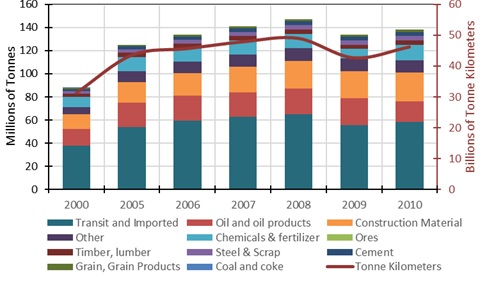 160 60
140 50
120
100 40
80 30
60
20
40
20 10
0 0
Millions of Tonnes
Billions of Tonne Kilometers
2000 2005 2006 2007 2008 2009 2010
Transit and Imported Oil and oil products Construction Material
Other Chemicals & fertilizer Ores
Timber, lumber Steel & Scrap Cement
Grain, Grain Products Coal and coke Tonne Kilometers